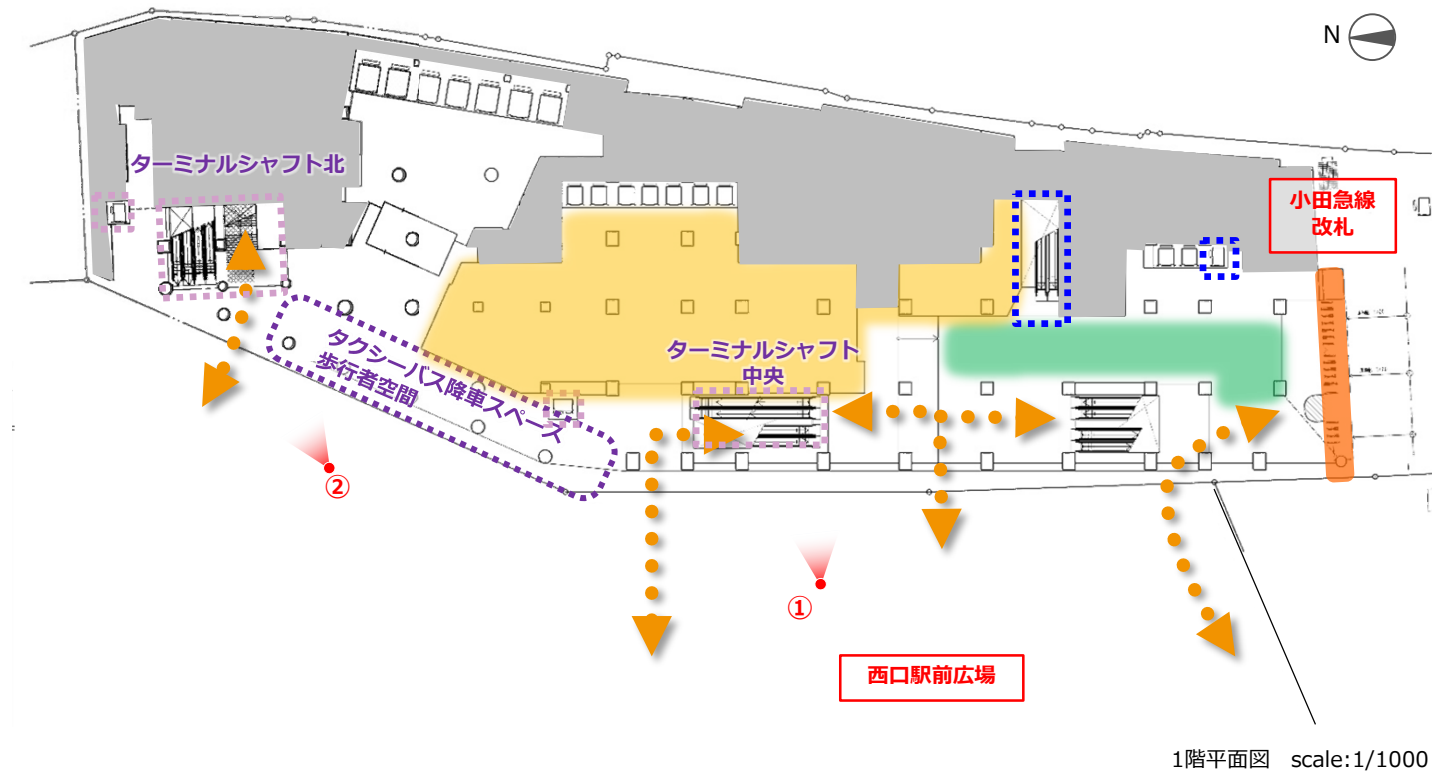 N
ターミナルシャフト北
小田急線
改札
タクシーバス降車スペース
歩行者空間
ターミナルシャフト
中央
②
①
西口駅前広場
1階平面図 scale:1/1000